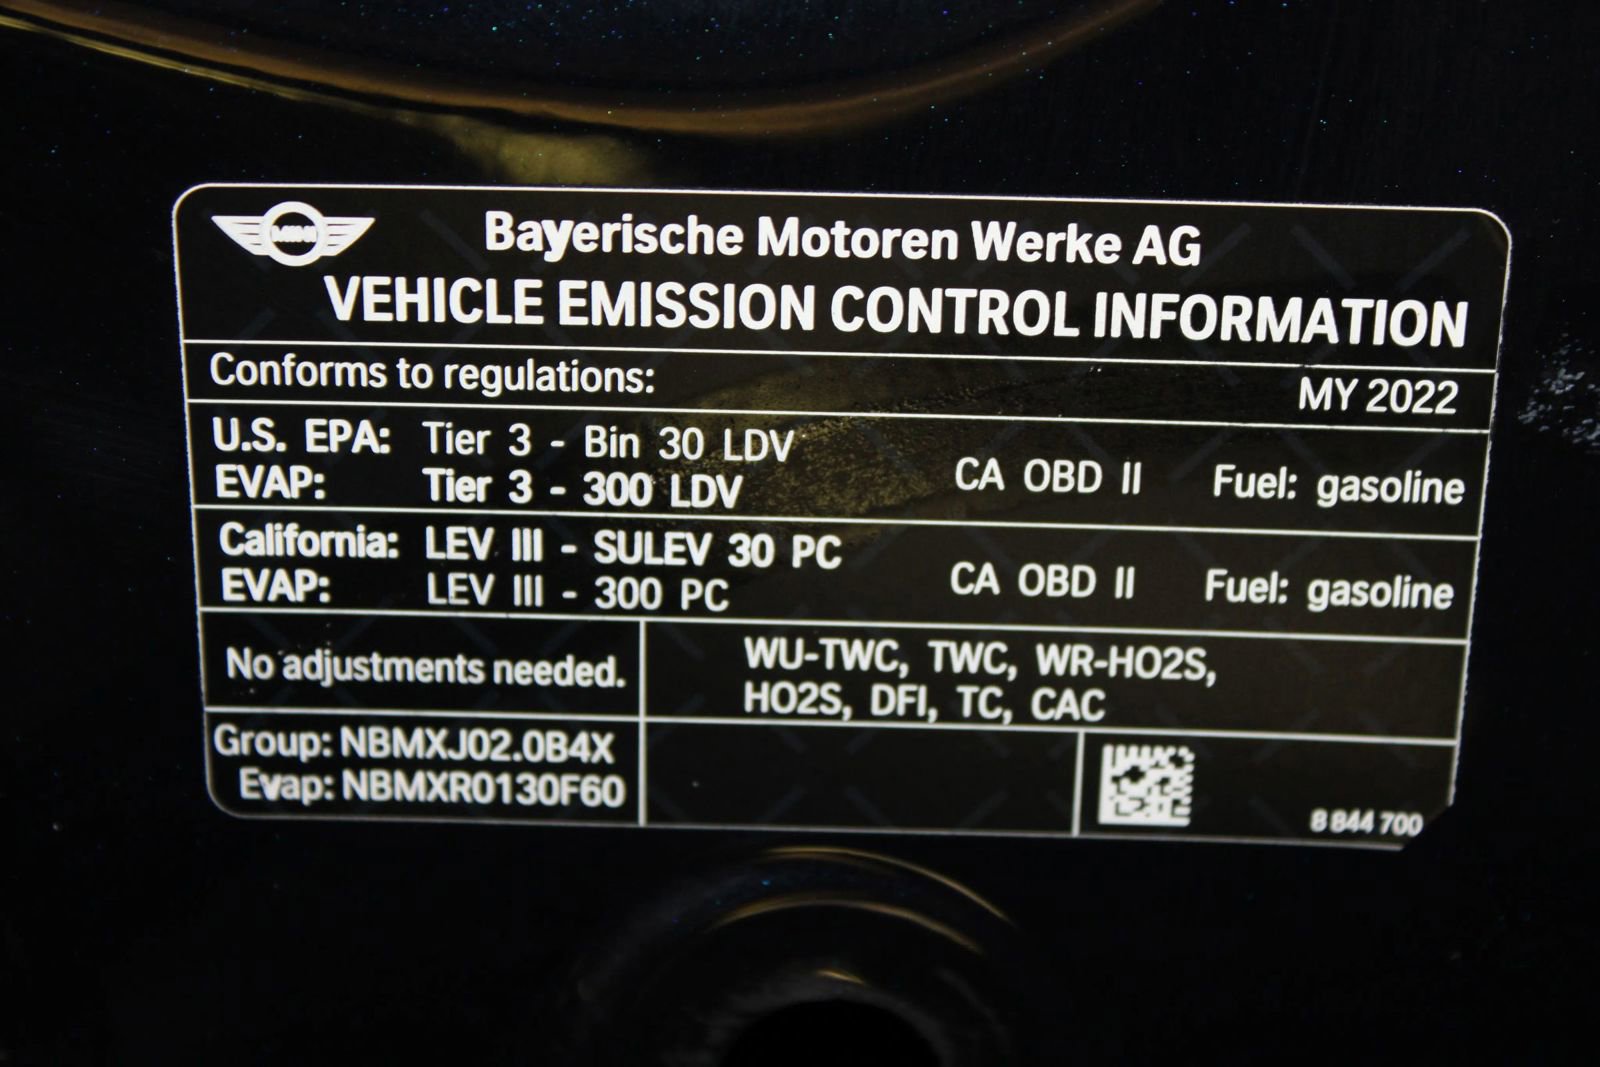 MINI
Bayerische Motoren Werke AG
VEHICLE EMISSION CONTROL INFORMATION
Conforms to regulations: MY 2022
U.S. EPA: Tier 3 - Bin 30 LDV
EVAP: Tier 3 - 300 LDV
CA OBD II Fuel: gasoline
California: LEV III - SULEV 30 PC
EVAP: LEV III - 300 PC
CA OBD II Fuel: gasoline
No adjustments needed.
WU-TWC, TWC, WR-HO2S,
HO2S, DFI, TC, CAC
Group: NBMXJ02.0B4X
Evap: NBMXR0130F60
8 844 700